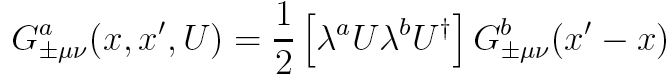 G^a_{\pm\mu\nu}(x, x', U) = \frac{1}{2} \left[ \lambda^a U \lambda^b U^\dagger \right] G^b_{\pm\mu\nu}(x' - x)